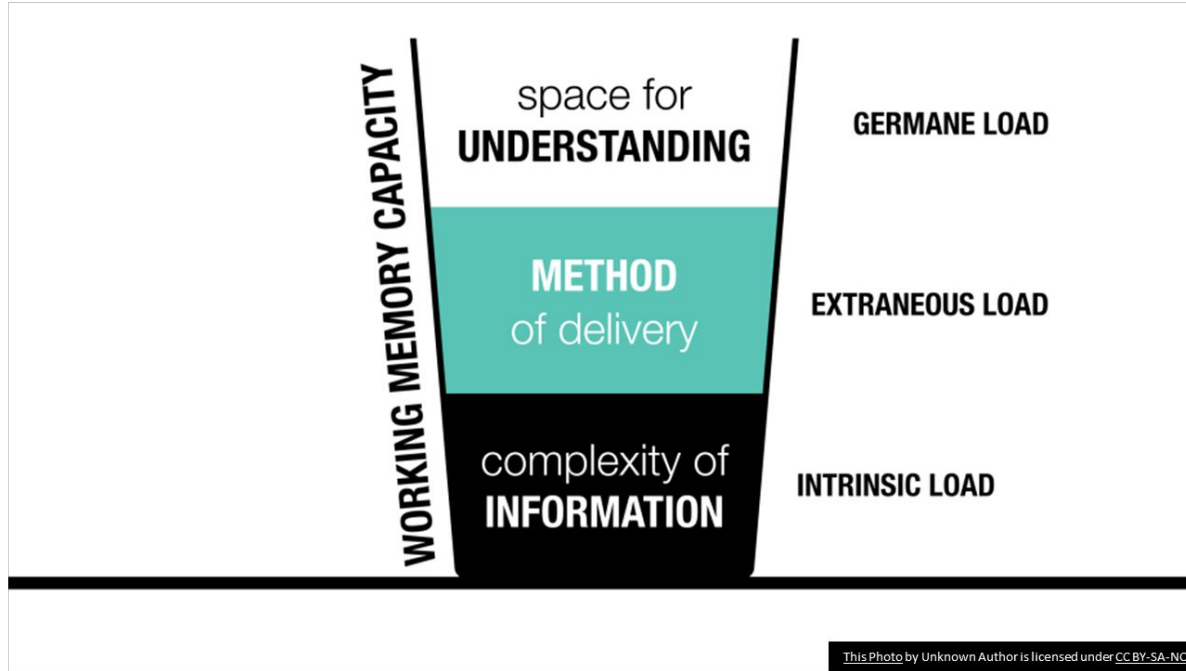 WORKING MEMORY CAPACITY
space for
UNDERSTANDING
GERMANE LOAD
METHOD
of delivery
EXTRANEOUS LOAD
complexity of
INFORMATION
INTRINSIC LOAD
This Photo by Unknown Author is licensed under CC BY-SA-NC